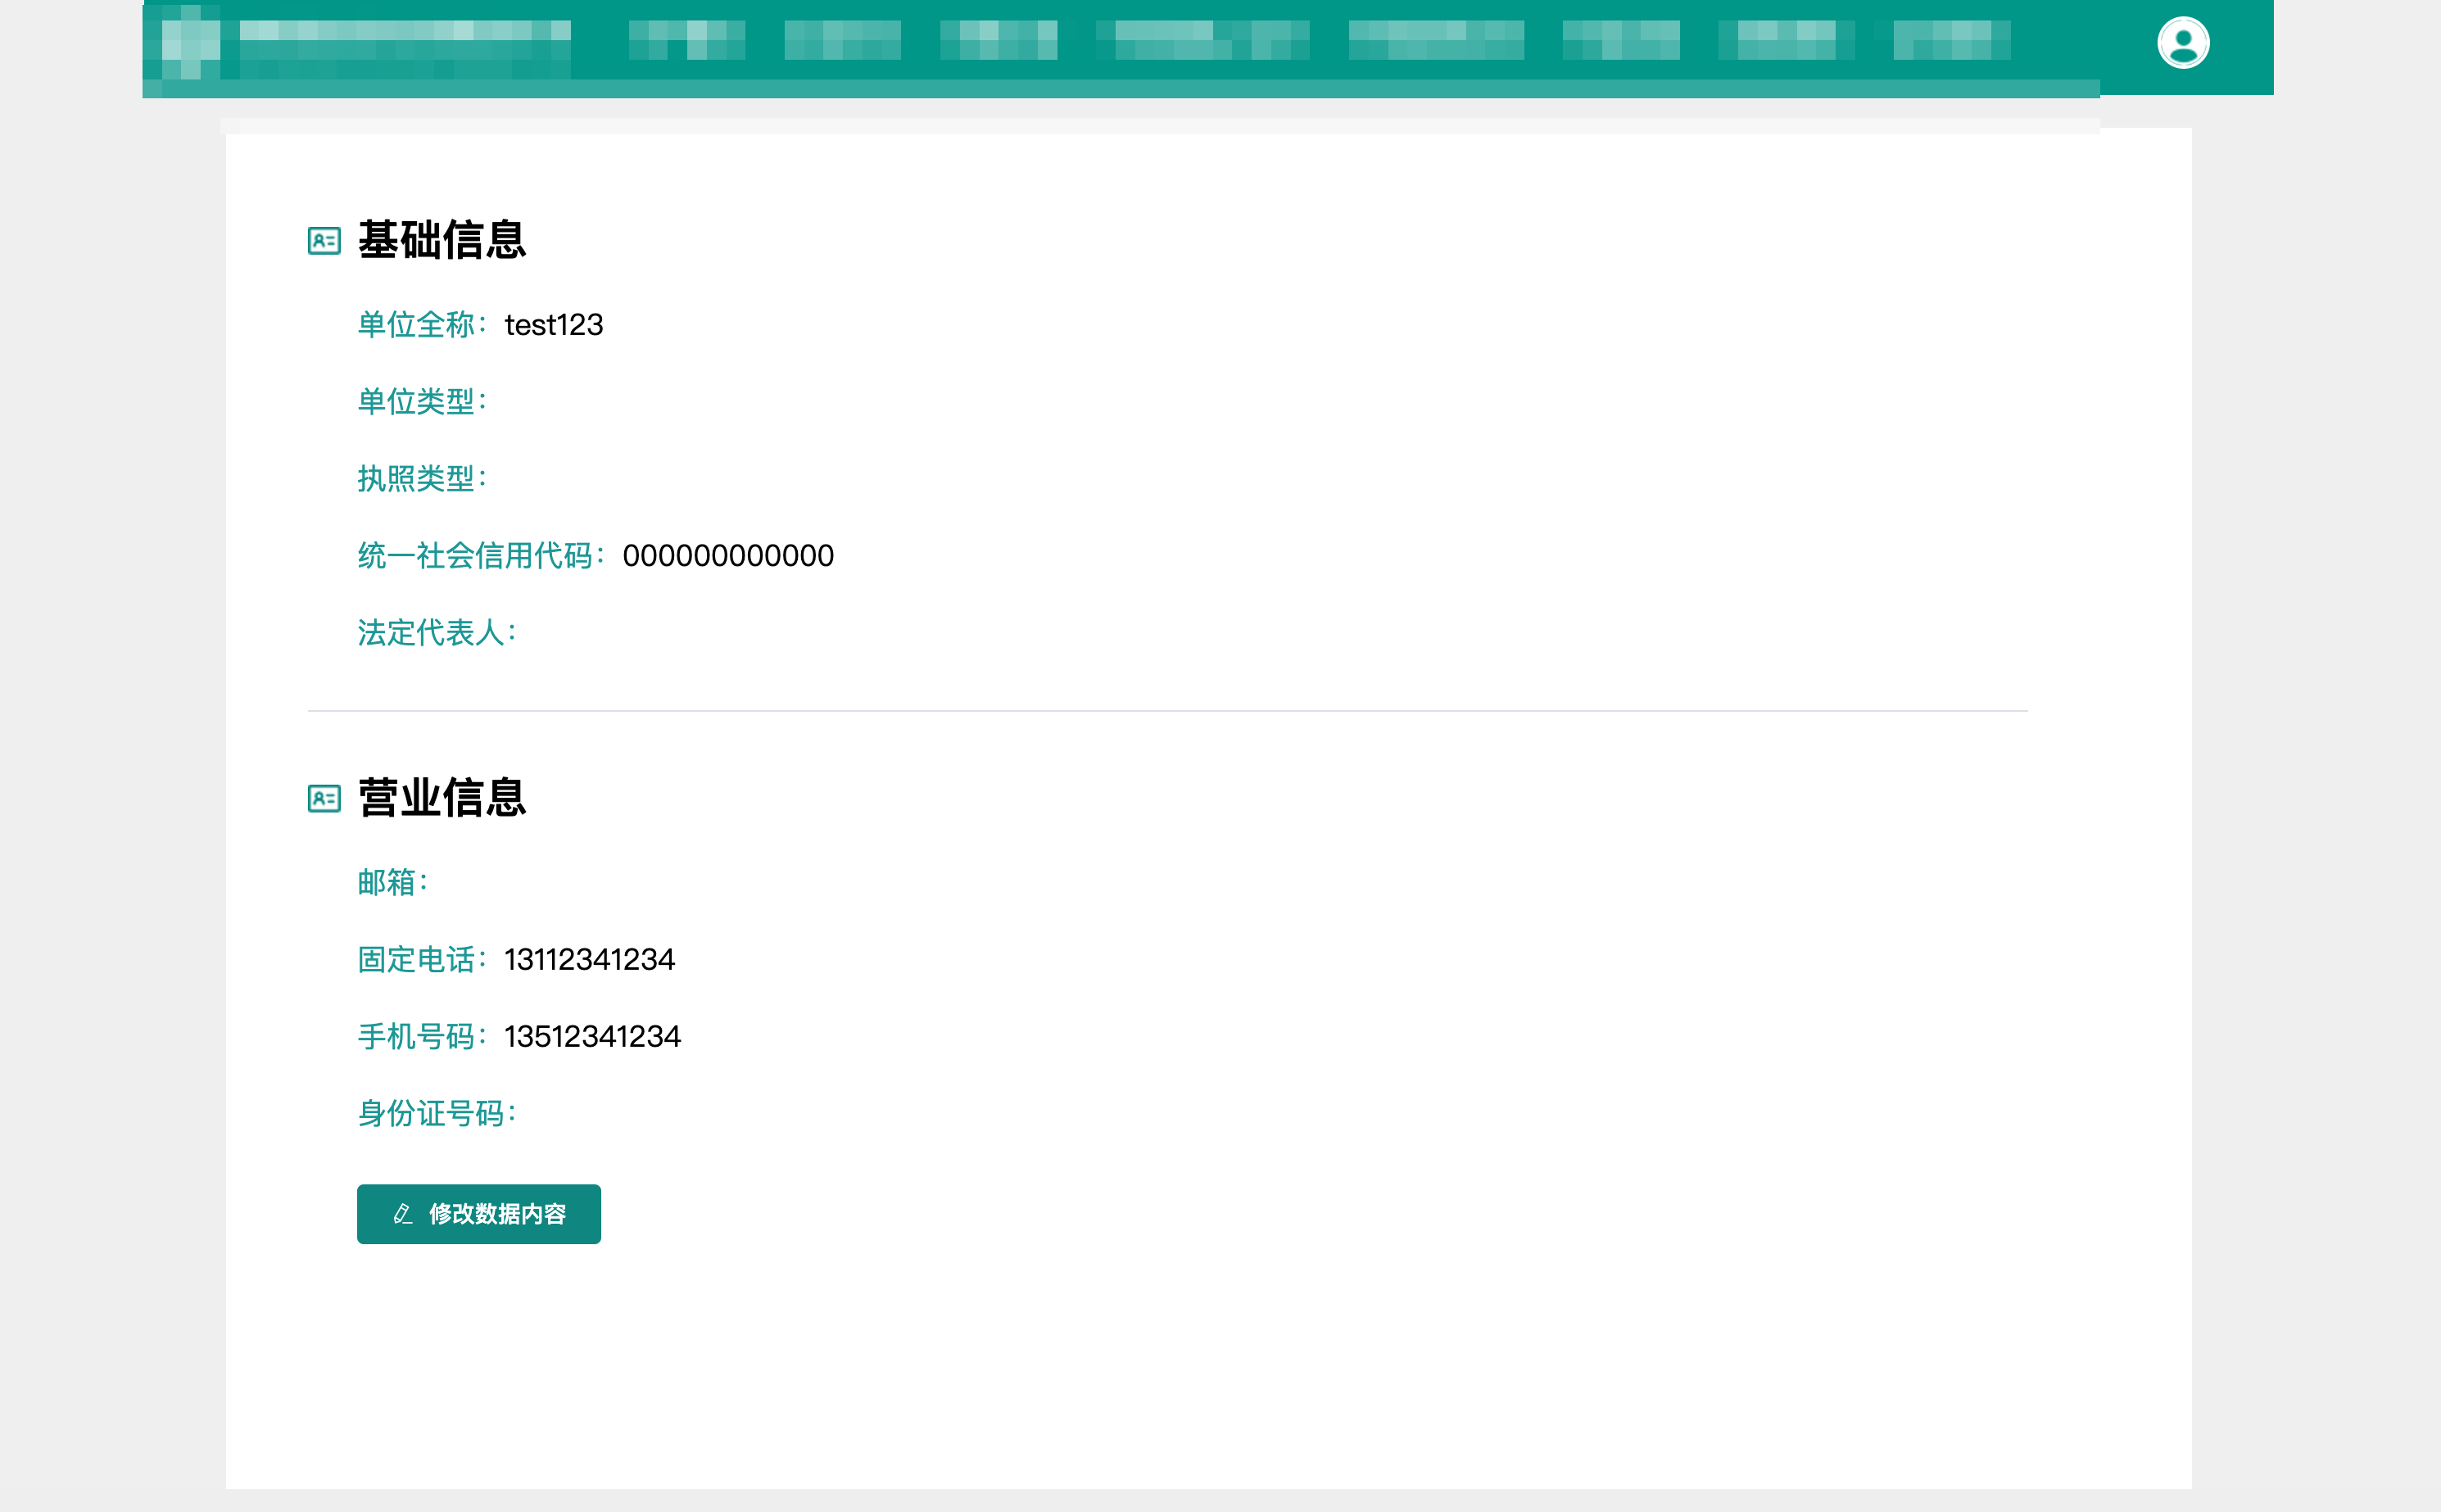 基础信息
单位全称：test123
单位类型：
执照类型：
统一社会信用代码：000000000000
法定代表人：
营业信息
邮箱：
固定电话：13112341234
手机号码：13512341234
身份证号码：
修改数据内容